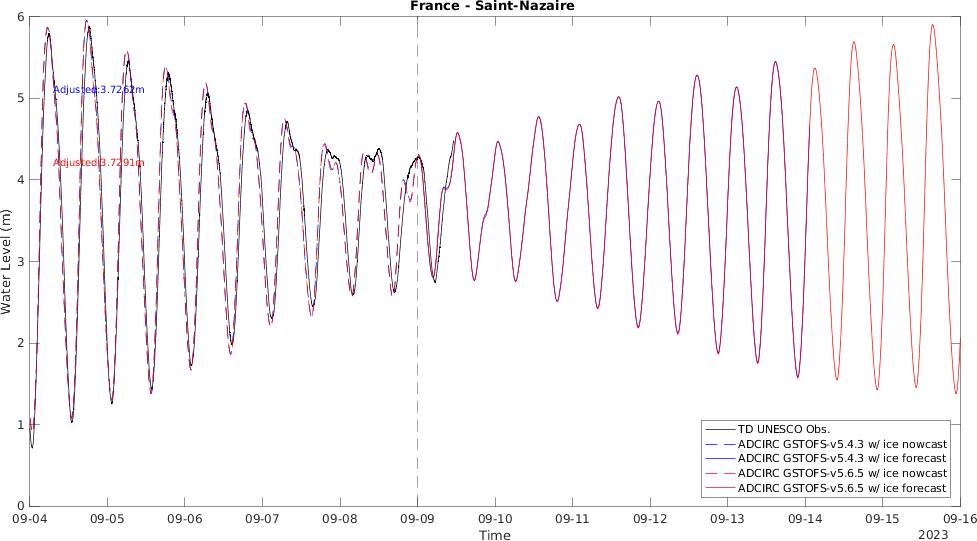 France - Saint-Nazaire
6
5
4
3
2
1
0
Water Level (m)
Adjusted:3.7262m
Adjusted:3.7291m
TD UNESCO Obs.
ADCIRC GSTOFS-v5.4.3 w/ ice nowcast
ADCIRC GSTOFS-v5.4.3 w/ ice forecast
ADCIRC GSTOFS-v5.6.5 w/ ice nowcast
ADCIRC GSTOFS-v5.6.5 w/ ice forecast
09-04 09-05 09-06 09-07 09-08 09-09 09-10 09-11 09-12 09-13 09-14 09-15 09-16
Time
2023